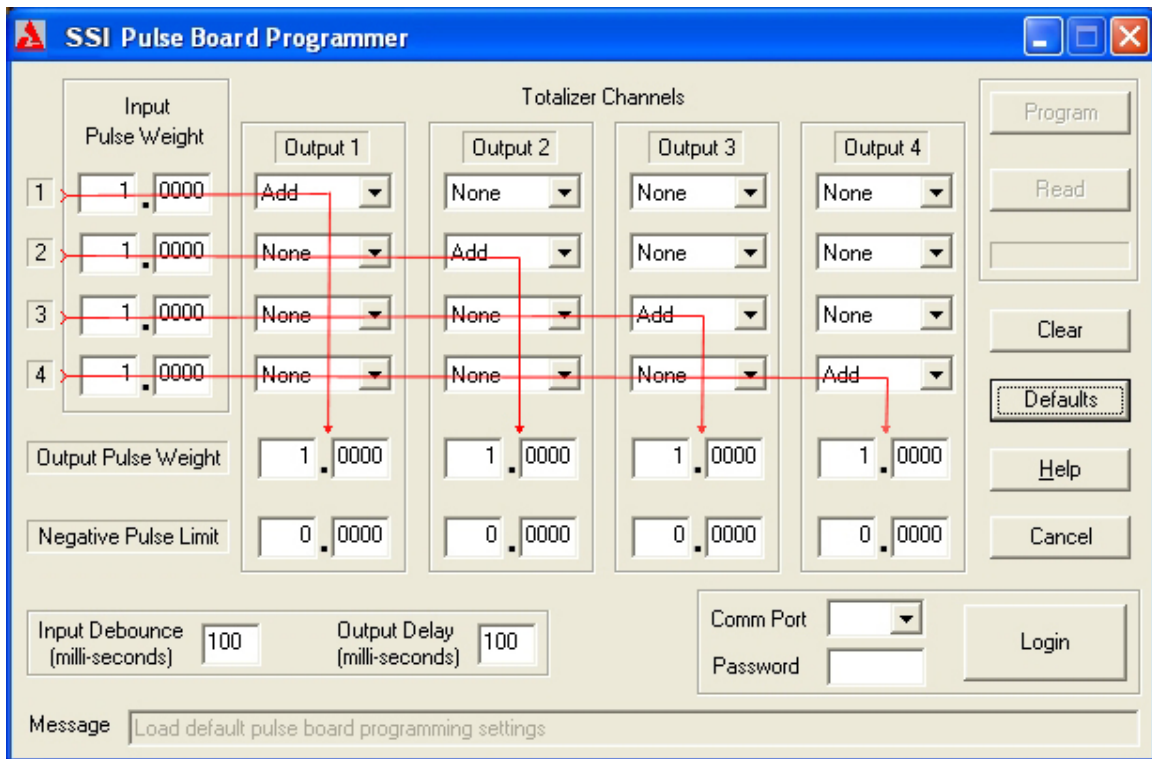 SSI Pulse Board Programmer
Input
Pulse Weight
Totalizer Channels
Output 1 Output 2 Output 3 Output 4
Program
1 1 . 0000 Add None None None
Read
2 1 . 0000 None Add None None
3 1 . 0000 None None Add None
Clear
4 1 . 0000 None None None Add
Defaults
Output Pulse Weight 1 . 0000 1 . 0000 1 . 0000 1 . 0000
Help
Negative Pulse Limit 0 . 0000 0 . 0000 0 . 0000 0 . 0000
Cancel
Input Debounce
(milli-seconds) 100
Output Delay
(milli-seconds) 100
Comm Port
Password
Login
Message Load default pulse board programming settings